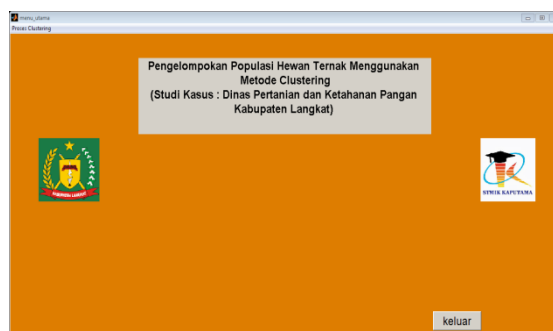 menu_utama
Proses Clustering
Pengelompokan Populasi Hewan Ternak Menggunakan
Metode Clustering
(Studi Kasus : Dinas Pertanian dan Ketahanan Pangan
Kabupaten Langkat)
KABUPATEN LANGKAT
STMIK KAPUTAMA
keluar